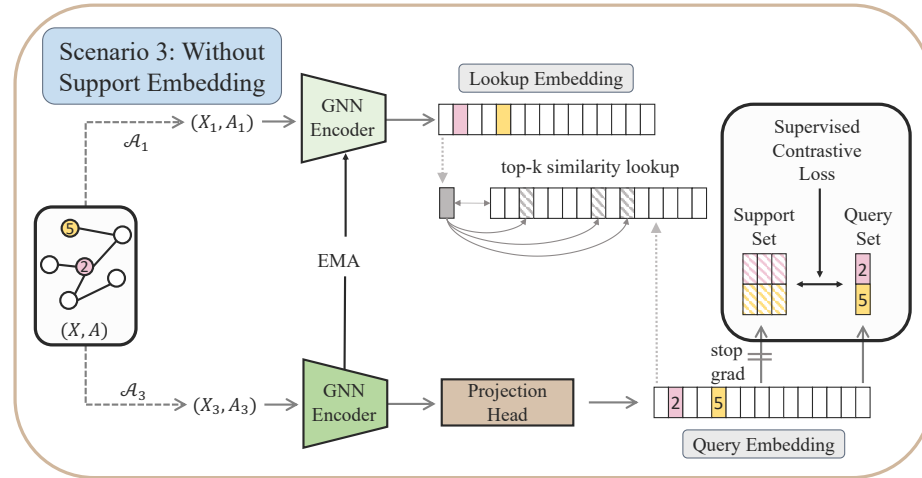 Scenario 3: Without
Support Embedding
𝒜₁
(X₁, A₁)
GNN
Encoder
Lookup Embedding
top-k similarity lookup
Supervised
Contrastive
Loss
Support
Set
Query
Set
2
5
5
2
(X, A)
EMA
stop
grad
𝒜₃
(X₃, A₃)
GNN
Encoder
Projection
Head
2
5
Query Embedding